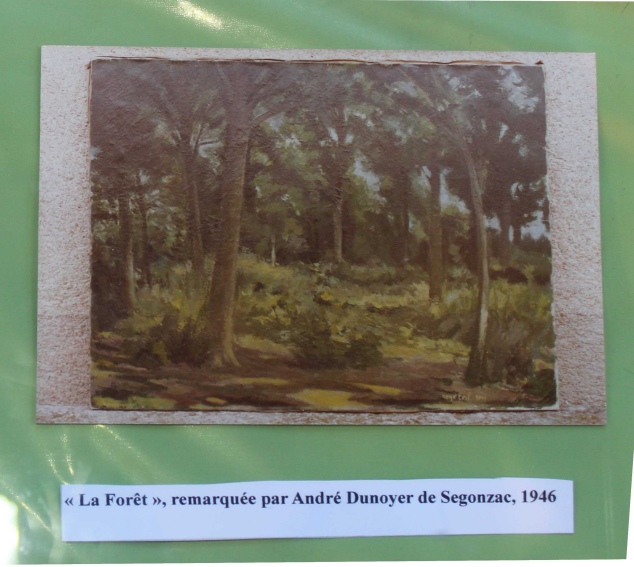 « La Forêt », remarquée par André Dunoyer de Segonzac, 1946